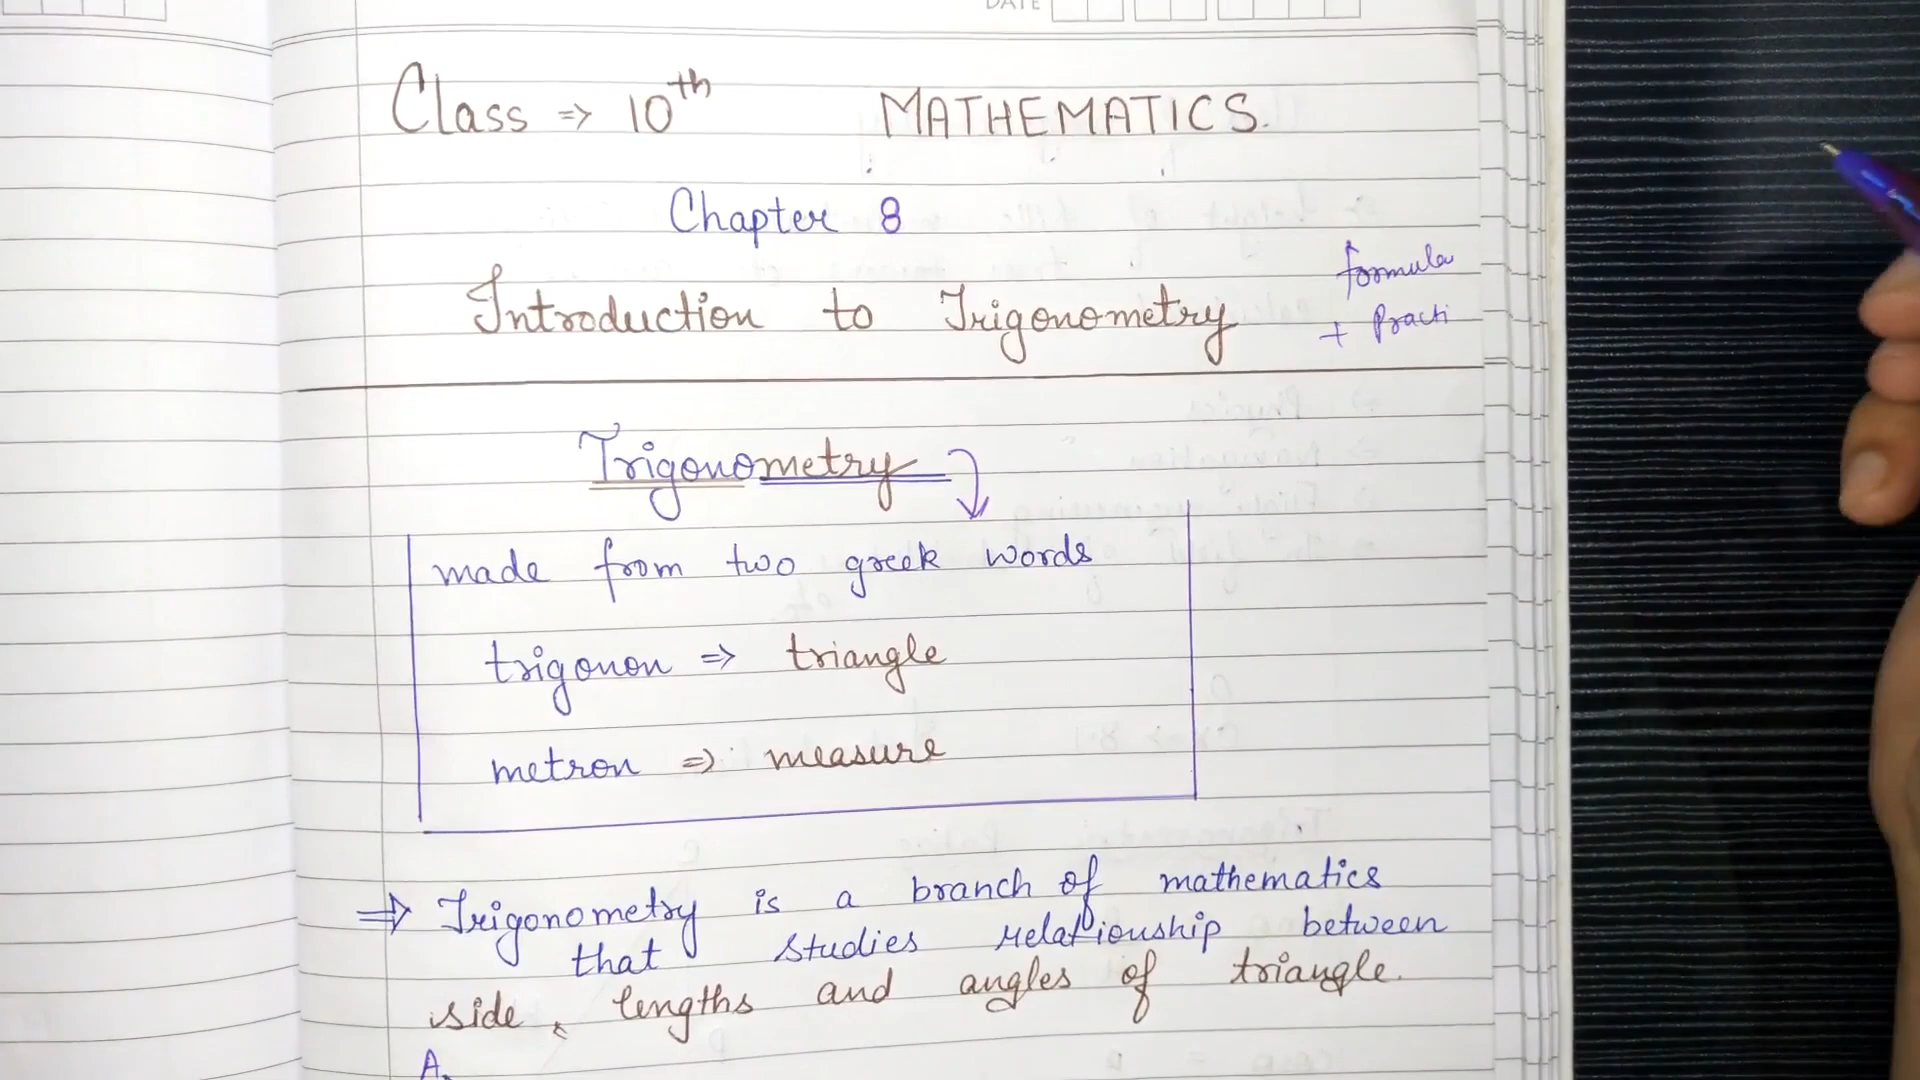 DATE
Class ⇒ 10th MATHEMATICS.
Chapter 8
Introduction to Trigonometry
formula
+ Practi
Trigonometry
made from two greek words
trigonon ⇒ triangle
metron ⇒ measure
⇒ Trigonometry is a branch of mathematics
that studies relationship between
side, lengths and angles of triangle.
A